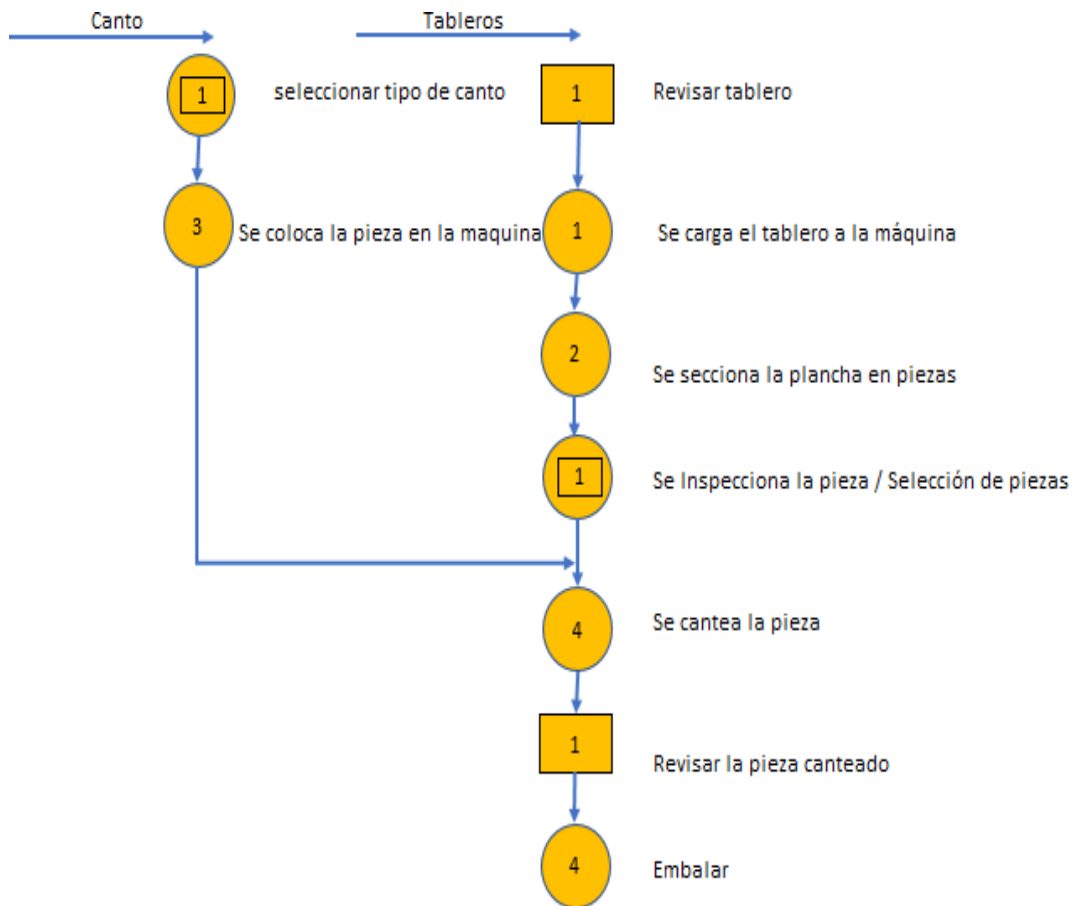 Canto
Tableros
1
seleccionar tipo de canto
1
Revisar tablero
3
Se coloca la pieza en la maquina
1
Se carga el tablero a la máquina
2
Se secciona la plancha en piezas
1
Se Inspecciona la pieza / Selección de piezas
4
Se cantea la pieza
1
Revisar la pieza canteado
4
Embalar